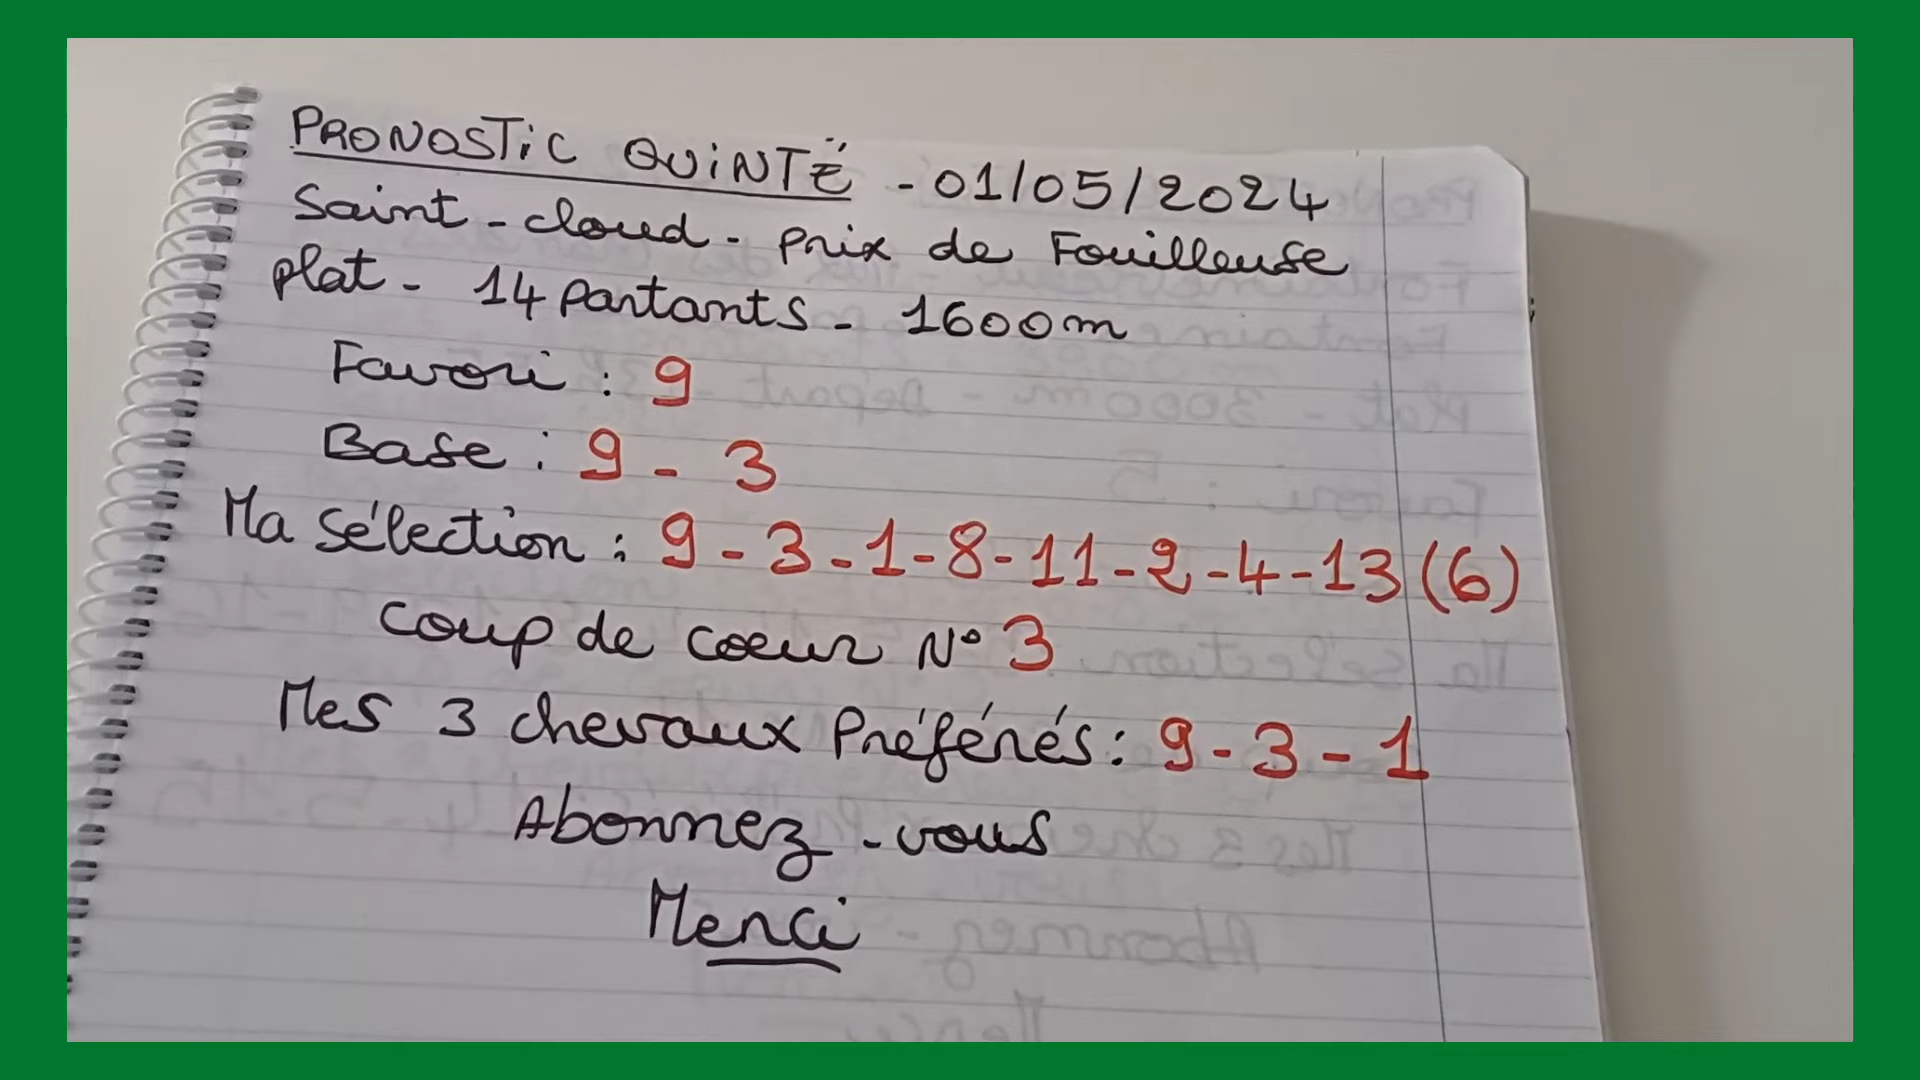 PRONOSTiC QUiNTË - 01/05/2024
Saint - cloud - prix de Fouilleuse
plat - 14 partants - 1600m
Favori : 9
Base : 9 - 3
Ma sélection : 9 - 3 - 1 - 8 - 11 - 2 - 4 - 13 (6)
coup de coeur N° 3
Mes 3 chevaux Préférés : 9 - 3 - 1
Abonnez - vous
Merci